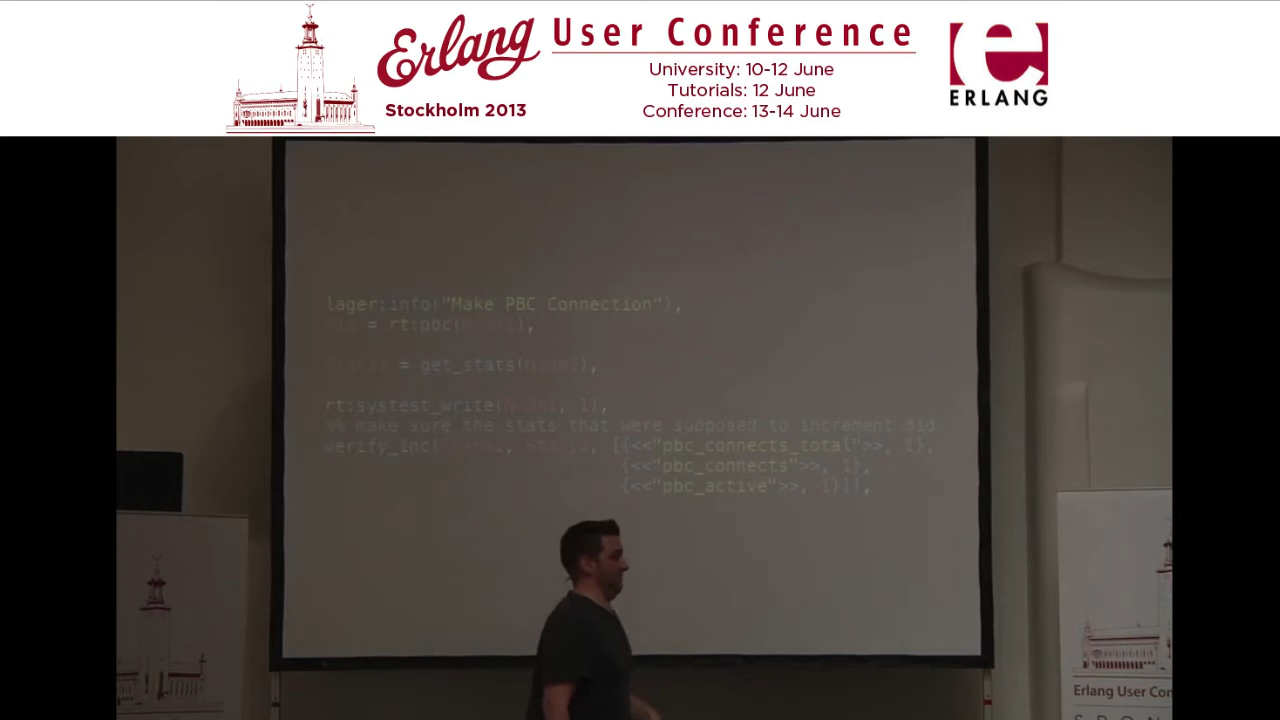 Erlang User Conference
Stockholm 2013
University: 10-12 June
Tutorials: 12 June
Conference: 13-14 June
ERLANG
lager:info("Make PBC Connection"),
= rt:pbc(
),
= get_stats(
),
rt:systest_write(
, 1),
%% make sure the stats that were supposed to increment did
verify_inc(
, [{<<"pbc_connects_total">>, 1},
{<<"pbc_connects">>, 1},
{<<"pbc_active">>, 1}]),
Erlang User Con